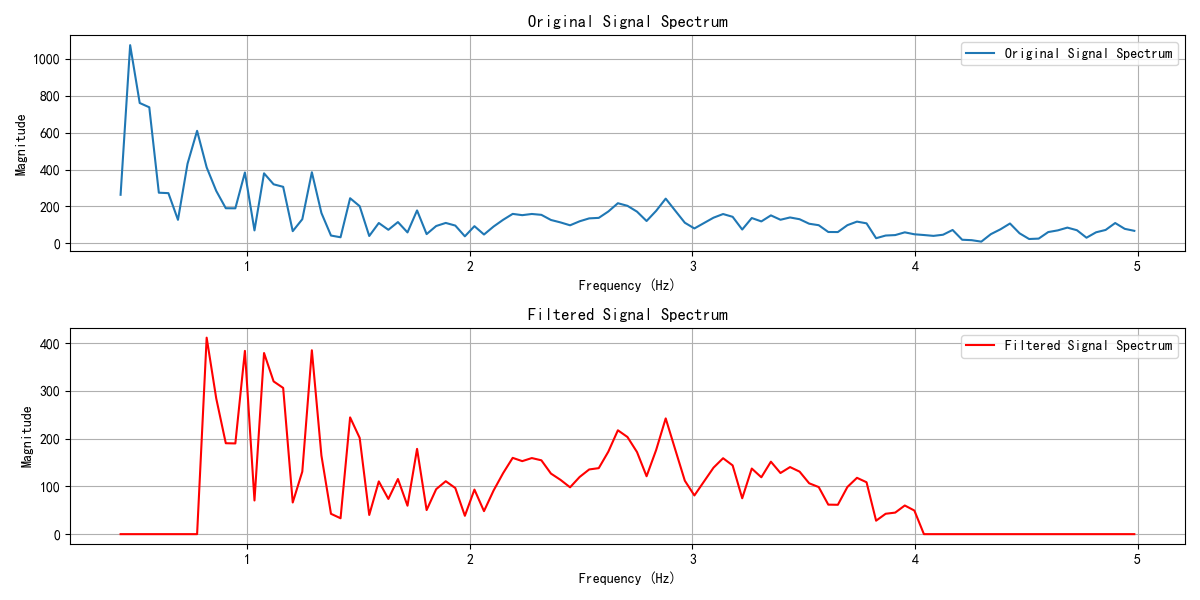 Original Signal Spectrum
Original Signal Spectrum
1000
800
600
400
200
0
Magnitude
1 2 3 4 5
Frequency (Hz)
Filtered Signal Spectrum
Filtered Signal Spectrum
400
300
200
100
0
Magnitude
1 2 3 4 5
Frequency (Hz)